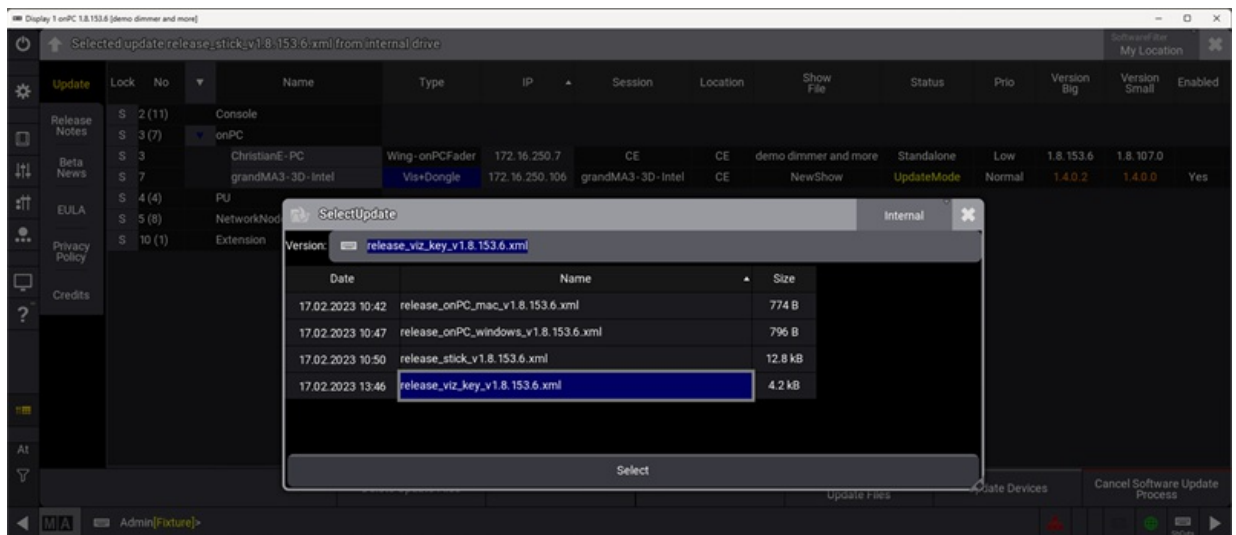 Display 1 onPC 1.8.153.6 [demo dimmer and more]
Selected update release_stick_v1.8.153.6.xml from internal drive
SoftwareFilter
My Location
Update
Lock No Name Type IP Session Location Show File Status Prio Version Big Version Small Enabled
Release Notes
S 2 (11) Console
S 3 (7) onPC
Beta News
S 3 ChristianE-PC Wing-onPCFader 172.16.250.7 CE CE demo dimmer and more Standalone Low 1.8.153.6 1.8.107.0
S 7 grandMA3-3D-Intel Vis+Dongle 172.16.250.106 grandMA3-3D-Intel CE NewShow UpdateMode Normal 1.4.0.2 1.4.0.0 Yes
EULA
S 4 (4) PU
S 5 (8) NetworkNod
Privacy Policy
S 10 (1) Extension
Credits
SelectUpdate Internal
Version: release_viz_key_v1.8.153.6.xml
Date Name Size
17.02.2023 10:42 release_onPC_mac_v1.8.153.6.xml 774 B
17.02.2023 10:47 release_onPC_windows_v1.8.153.6.xml 796 B
17.02.2023 10:50 release_stick_v1.8.153.6.xml 12.8 kB
17.02.2023 13:46 release_viz_key_v1.8.153.6.xml 4.2 kB
Select
At
Update Files
date Devices
Cancel Software Update Process
MA Admin[Fixture]>